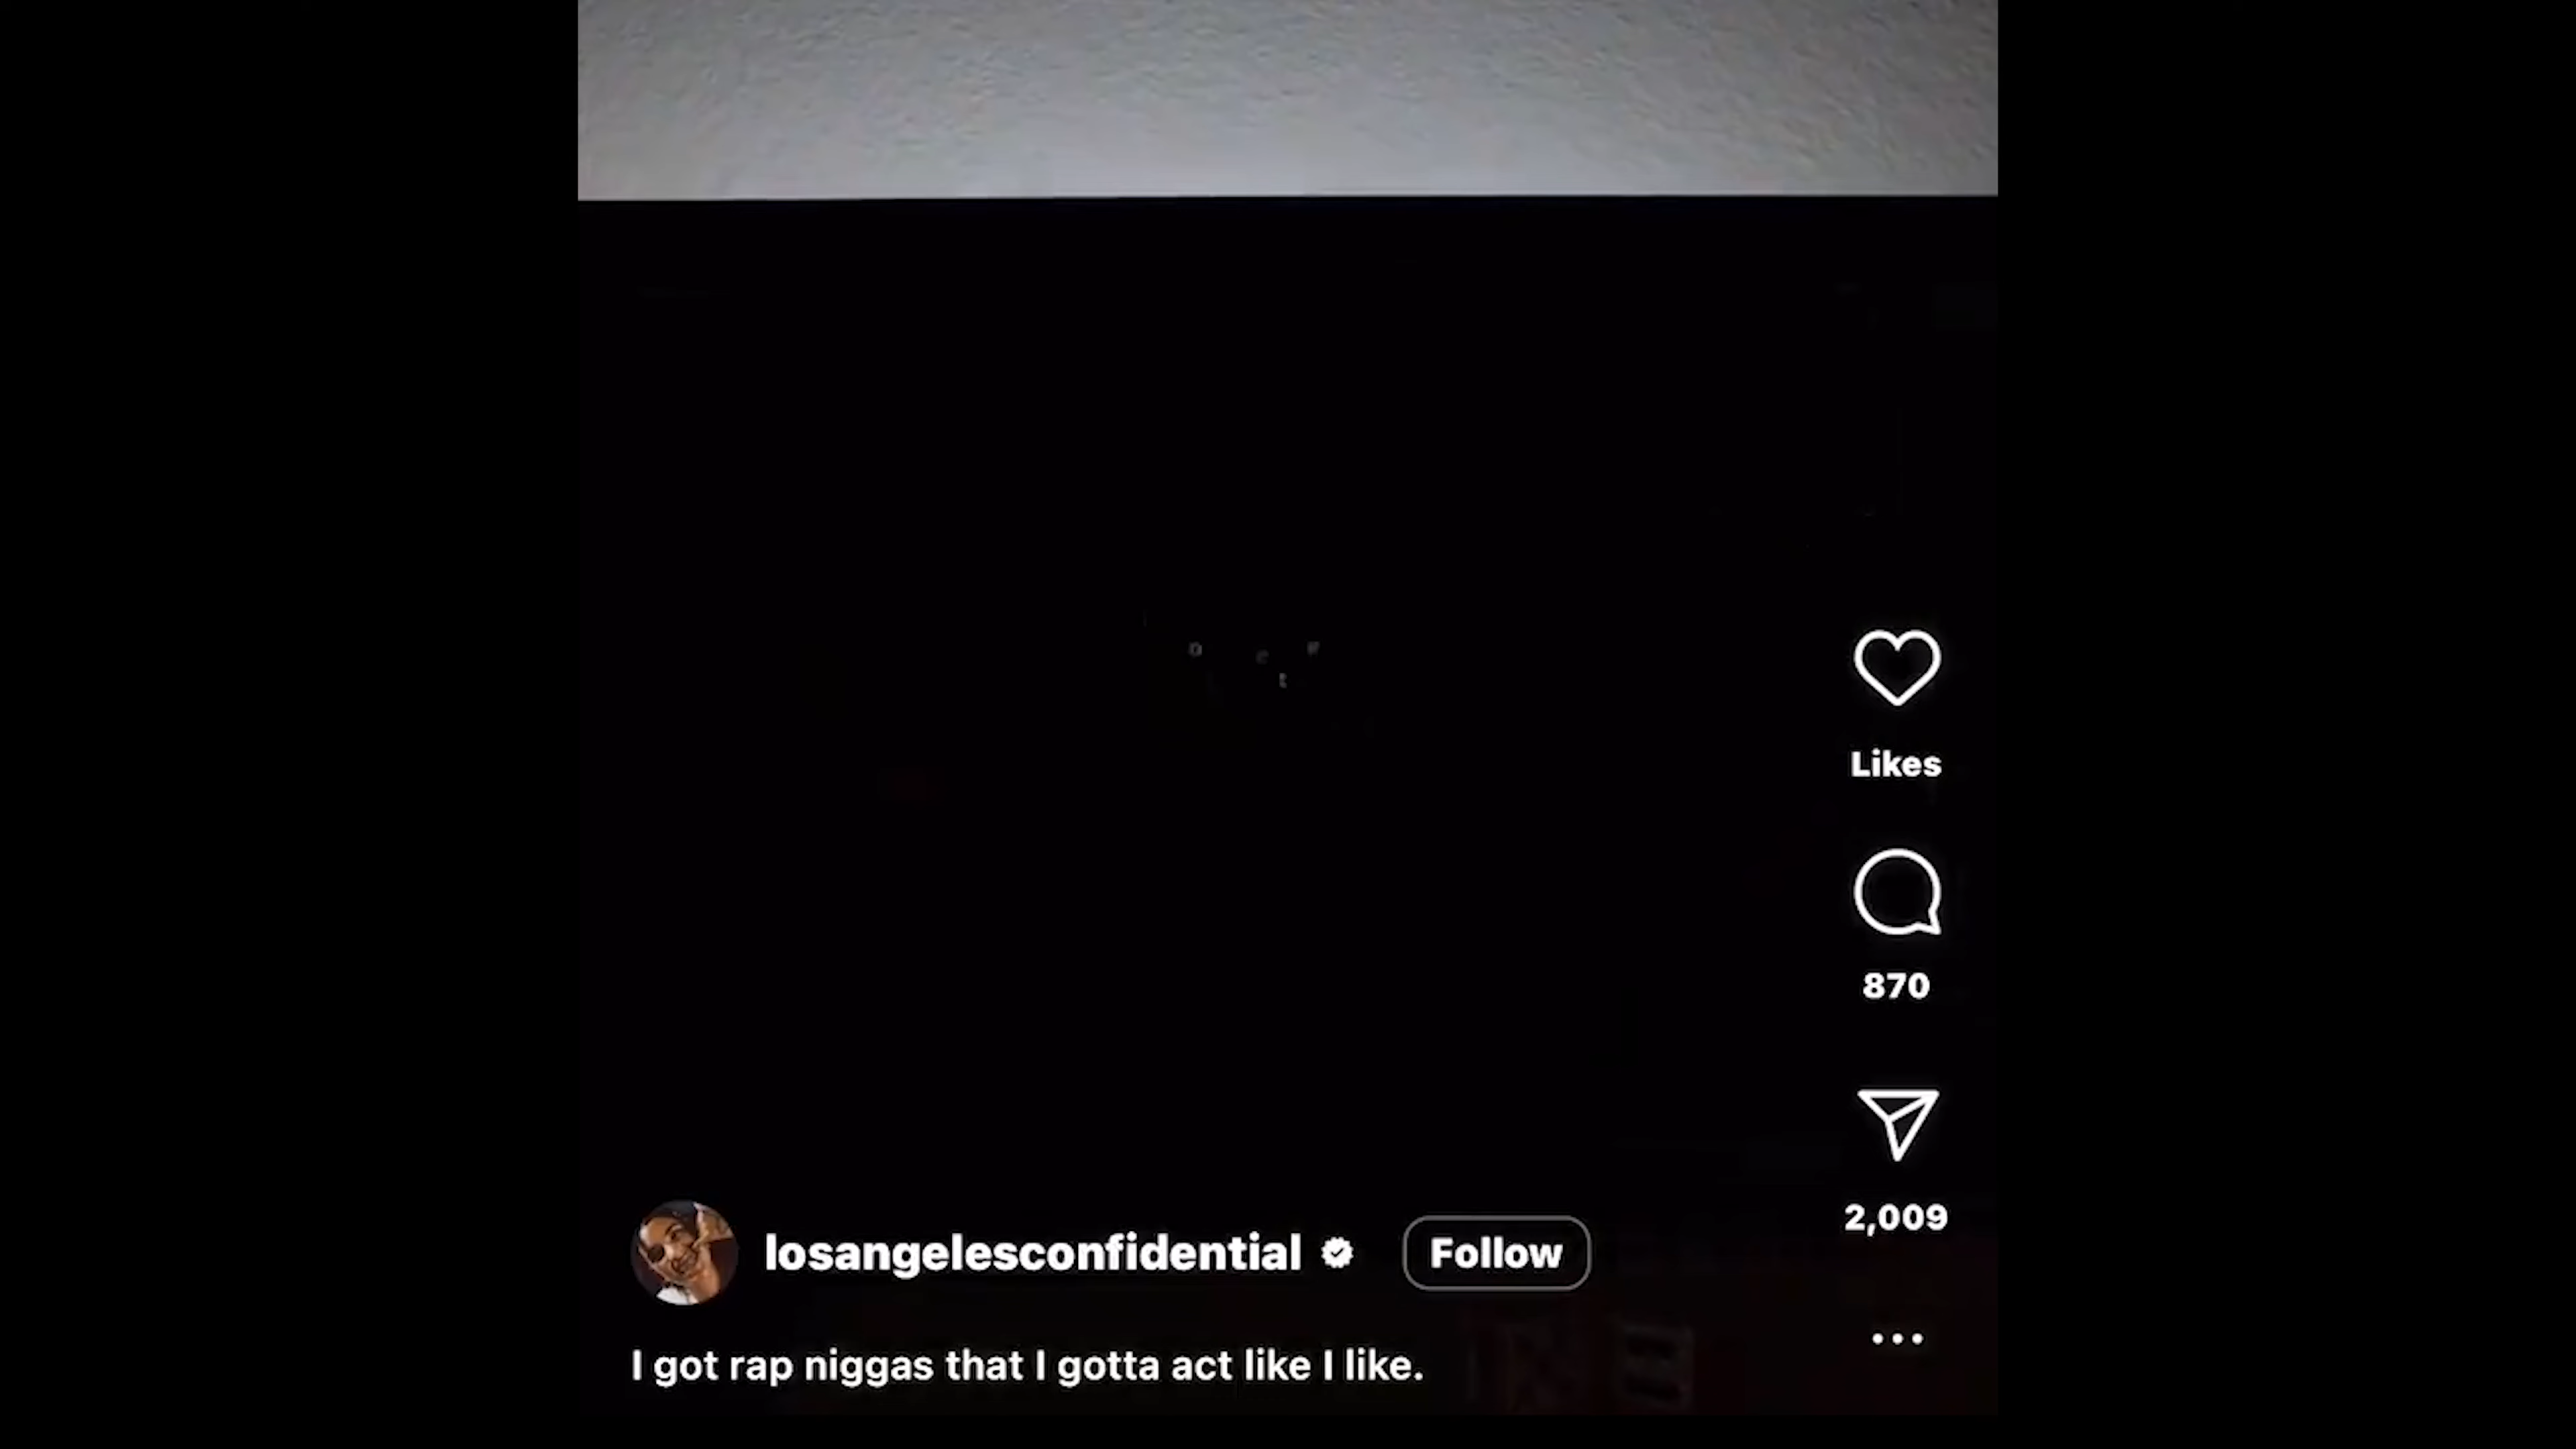 Likes
870
2,009
losangelesconfidential
Follow
I got rap niggas that I gotta act like I like.